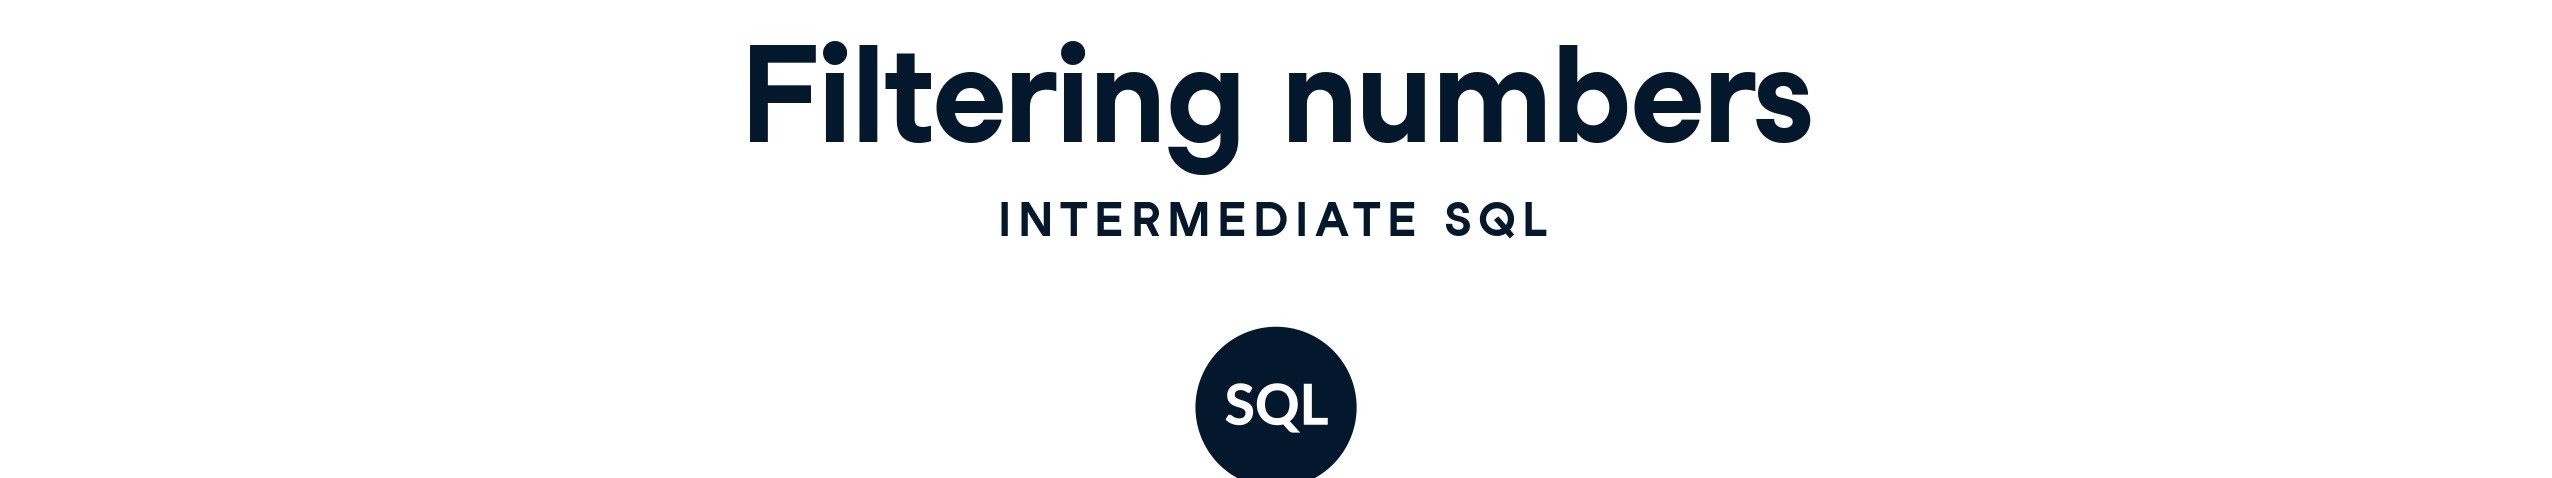 Filtering numbers
INTERMEDIATE SQL
SQL